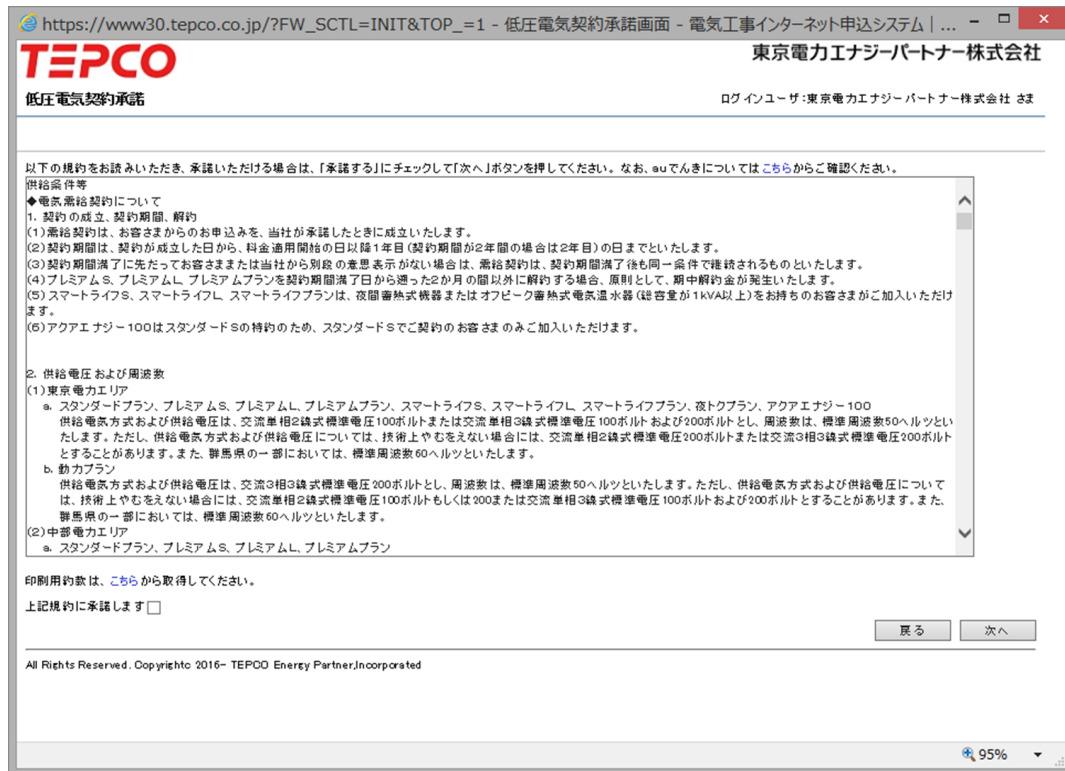 https://www30.tepco.co.jp/?FW_SCTL=INIT&TOP_=1 - 低圧電気契約承諾画面 - 電気工事インターネット申込システム | ...
TEPCO
東京電力エナジーパートナー株式会社
低圧電気契約承諾
ログインユーザ:東京電力エナジーパートナー株式会社 さま
以下の規約をお読みいただき、承諾いただける場合は、「承諾する」にチェックして「次へ」ボタンを押してください。なお、auでんきについてはこちらからご確認ください。
供給条件等
◆電気需給契約について
1. 契約の成立、契約期間、解約
(1)需給契約は、お客さまからのお申込みを、当社が承諾したときに成立いたします。
(2)契約期間は、契約が成立した日から、料金適用開始の日以降1年目(契約期間が2年間の場合は2年目)の日までといたします。
(3)契約期間満了に先だってお客さままたは当社から別段の意思表示がない場合は、需給契約は、契約期間満了後も同一条件で継続されるものといたします。
(4)プレミアムS、プレミアムL、プレミアムプランを契約期間満了日から遡った2か月の間以外に解約する場合、原則として、期中解約金が発生いたします。
(5)スマートライフS、スマートライフL、スマートライフプランは、夜間蓄熱式機器またはオフピーク蓄熱式電気温水器(総容量が1kVA以上)をお持ちのお客さまがご加入いただけ
ます。
(6)アクアエナジー100はスタンダードSの特約のため、スタンダードSでご契約のお客さまのみご加入いただけます。
2. 供給電圧および周波数
(1)東京電力エリア
a. スタンダードプラン、プレミアムS、プレミアムL、プレミアムプラン、スマートライフS、スマートライフL、スマートライフプラン、夜トクプラン、アクアエナジー100
供給電気方式および供給電圧は、交流単相2線式標準電圧100ボルトまたは交流単相3線式標準電圧100ボルトおよび200ボルトとし、周波数は、標準周波数50ヘルツとい
たします。ただし、供給電気方式および供給電圧については、技術上やむをえない場合には、交流単相2線式標準電圧200ボルトまたは交流3相3線式標準電圧200ボルト
とすることがあります。また、群馬県の一部においては、標準周波数60ヘルツといたします。
b. 動力プラン
供給電気方式および供給電圧は、交流3相3線式標準電圧200ボルトとし、周波数は、標準周波数50ヘルツといたします。ただし、供給電気方式および供給電圧について
は、技術上やむをえない場合には、交流単相2線式標準電圧100ボルトもしくは200または交流単相3線式標準電圧100ボルトおよび200ボルトとすることがあります。また、
群馬県の一部においては、標準周波数60ヘルツといたします。
(2)中部電力エリア
a. スタンダードプラン、プレミアムS、プレミアムL、プレミアムプラン
印刷用約款は、こちらから取得してください。
上記規約に承諾します
戻る 次へ
All Rights Reserved. Copyrightc 2016- TEPCO Energy Partner,Incorporated
95%